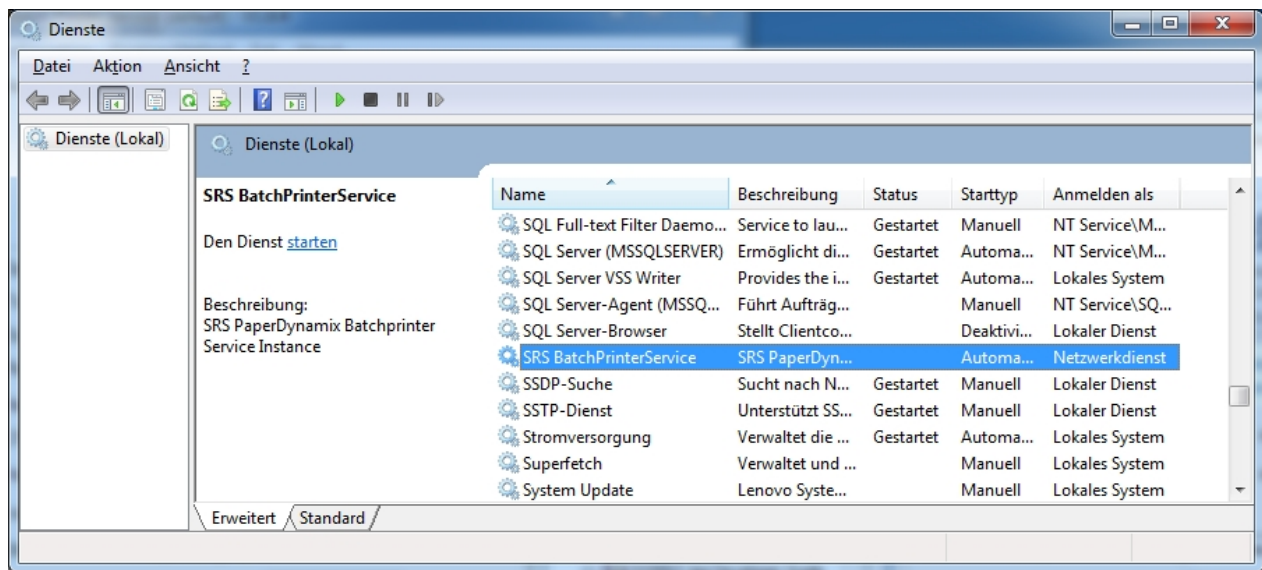 Dienste
Datei Aktion Ansicht ?
Dienste (Lokal)
Dienste (Lokal)
SRS BatchPrinterService
Den Dienst starten
Beschreibung:
SRS PaperDynamix Batchprinter
Service Instance
Name Beschreibung Status Starttyp Anmelden als
SQL Full-text Filter Daemo... Service to lau... Gestartet Manuell NT Service\M...
SQL Server (MSSQLSERVER) Ermöglicht di... Gestartet Automa... NT Service\M...
SQL Server VSS Writer Provides the i... Gestartet Automa... Lokales System
SQL Server-Agent (MSSQ... Führt Aufträg... Manuell NT Service\SQ...
SQL Server-Browser Stellt Clientco... Deaktivi... Lokaler Dienst
SRS BatchPrinterService SRS PaperDyn... Automa... Netzwerkdienst
SSDP-Suche Sucht nach N... Gestartet Manuell Lokaler Dienst
SSTP-Dienst Unterstützt SS... Gestartet Manuell Lokaler Dienst
Stromversorgung Verwaltet die ... Gestartet Automa... Lokales System
Superfetch Verwaltet und ... Manuell Lokales System
System Update Lenovo Syste... Manuell Lokales System
Erweitert Standard